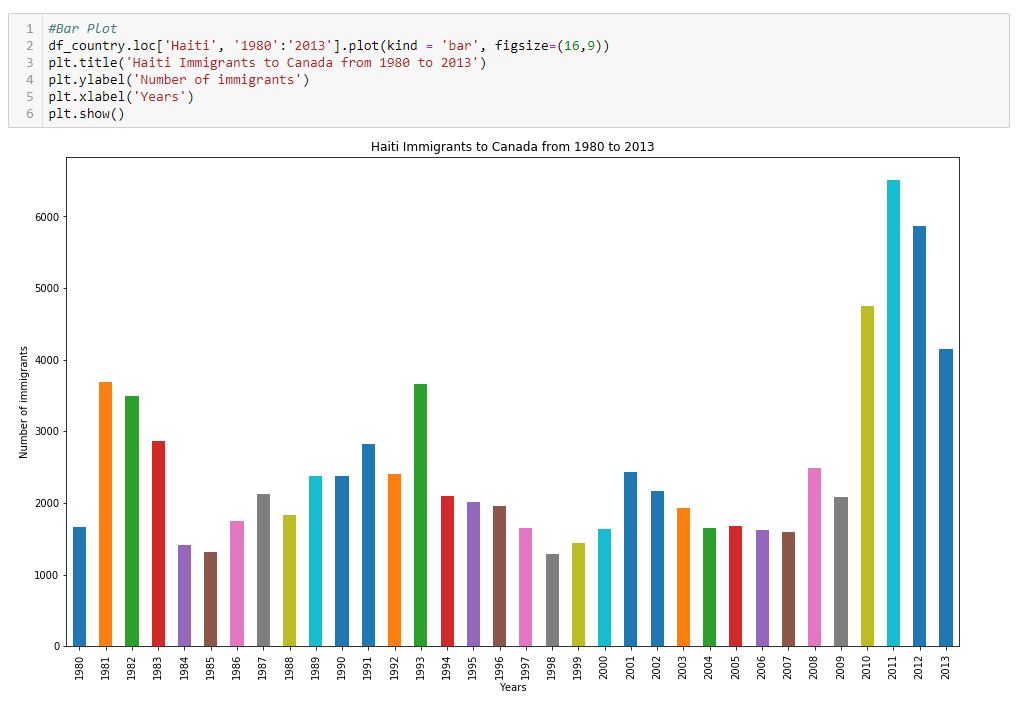 1 #Bar Plot
2 df_country.loc['Haiti', '1980':'2013'].plot(kind = 'bar', figsize=(16,9))
3 plt.title('Haiti Immigrants to Canada from 1980 to 2013')
4 plt.ylabel('Number of immigrants')
5 plt.xlabel('Years')
6 plt.show()
Haiti Immigrants to Canada from 1980 to 2013
Number of immigrants
6000
5000
4000
3000
2000
1000
0
1980 1981 1982 1983 1984 1985 1986 1987 1988 1989 1990 1991 1992 1993 1994 1995 1996 1997 1998 1999 2000 2001 2002 2003 2004 2005 2006 2007 2008 2009 2010 2011 2012 2013
Years